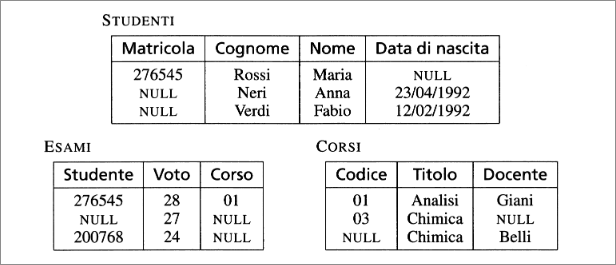 STUDENTI
Matricola Cognome Nome Data di nascita
276545 Rossi Maria NULL
NULL Neri Anna 23/04/1992
NULL Verdi Fabio 12/02/1992
ESAMI
Studente Voto Corso
276545 28 01
NULL 27 NULL
200768 24 NULL
CORSI
Codice Titolo Docente
01 Analisi Giani
03 Chimica NULL
NULL Chimica Belli